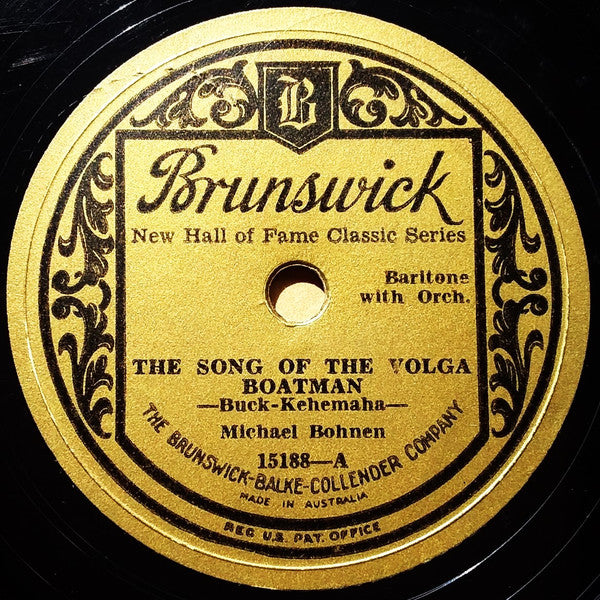 B
Brunswick
New Hall of Fame Classic Series
Baritone
with Orch.
THE SONG OF THE VOLGA
BOATMAN
—Buck-Kehemaha—
Michael Bohnen
15188—A
THE BRUNSWICK-BALKE-COLLENDER COMPANY
MADE IN AUSTRALIA
REG U.S. PAT. OFFICE